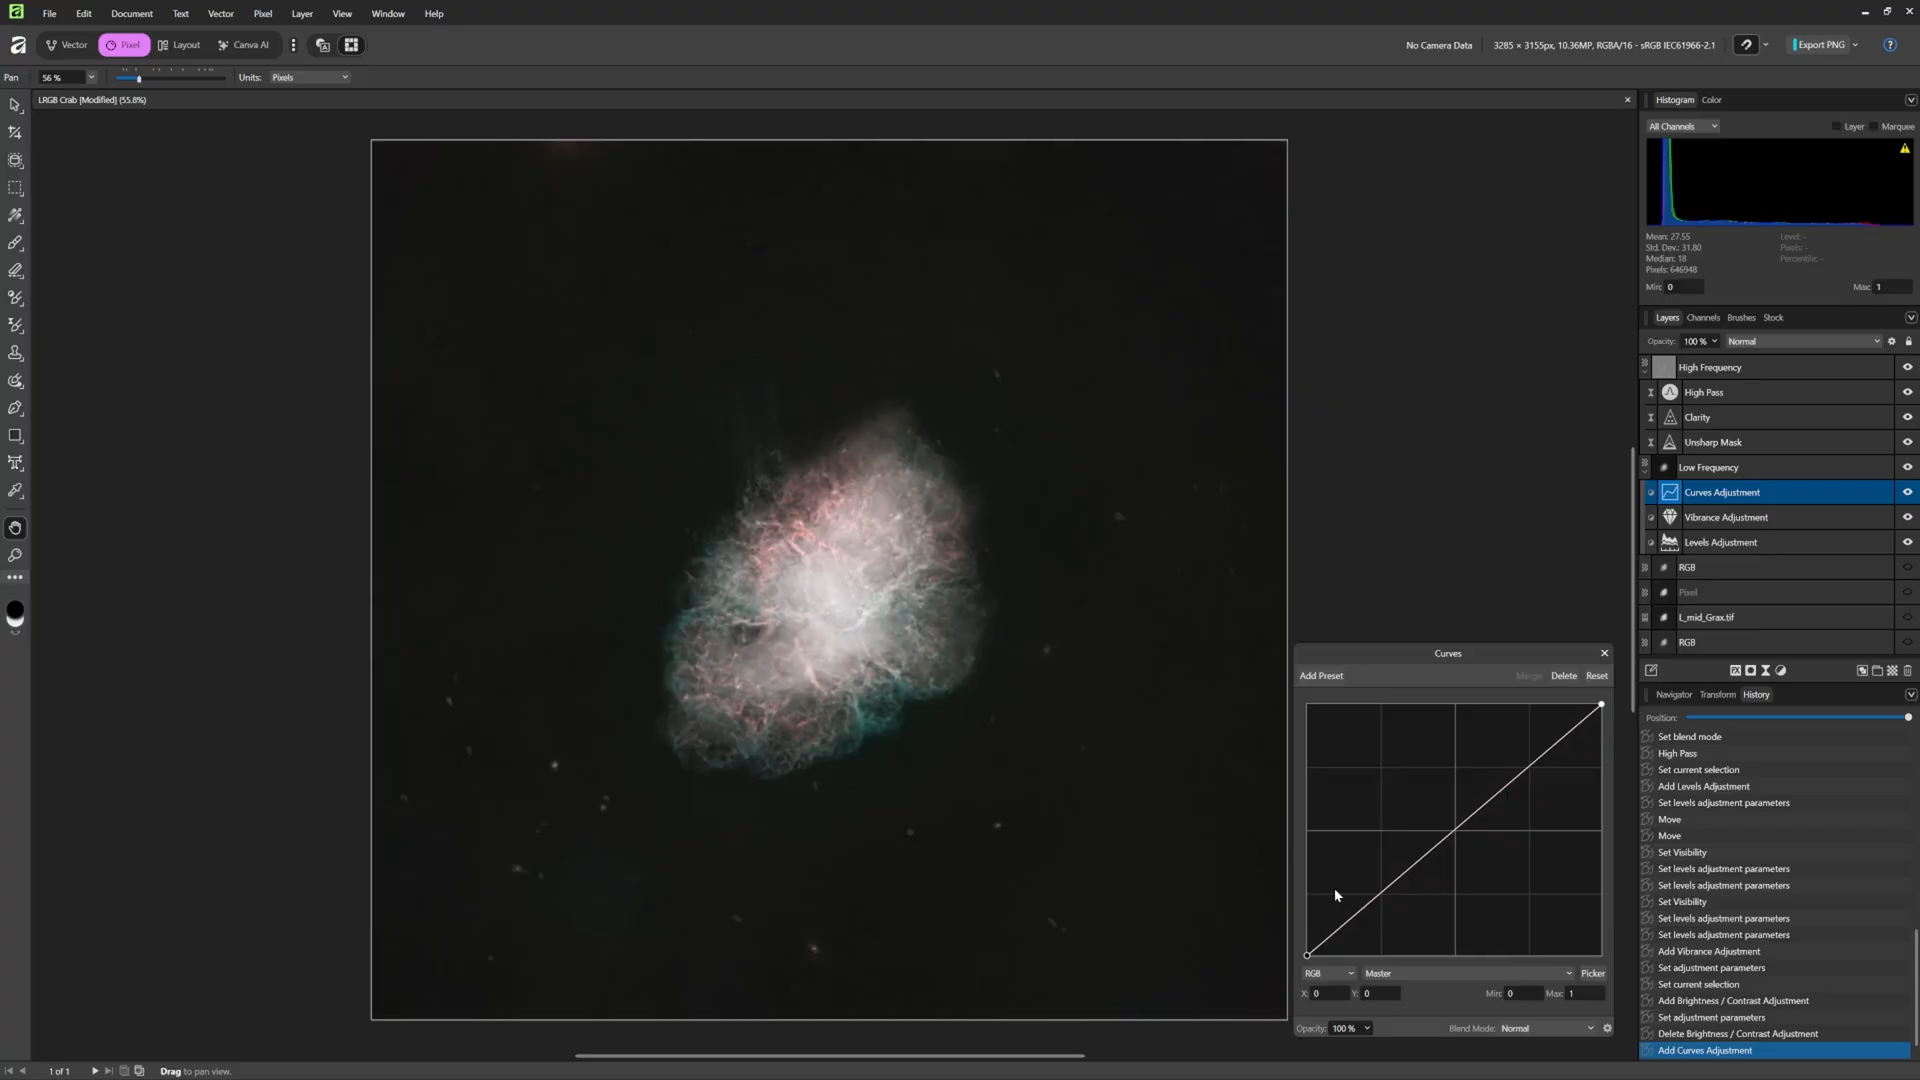 File Edit Document Text Vector Pixel Layer View Window Help
Vector Pixel Layout Canva AI
No Camera Data 3285 × 3155px, 10.36MP, RGBA/16 - sRGB IEC61966-2.1 Export PNG
Pan 56 % Units: Pixels
LRGB Crab [Modified] (55.8%)
Histogram Color
All Channels Layer Marquee
Mean: 27.55 Level: -
Std. Dev.: 31.80 Pixels: -
Median: 18 Percentile: -
Pixels: 646948
Min: 0 Max: 1
Layers Channels Brushes Stock
Opacity: 100 % Normal
High Frequency
High Pass
Clarity
Unsharp Mask
Low Frequency
Curves Adjustment
Vibrance Adjustment
Levels Adjustment
RGB
Pixel
L_mid_Grax.tif
RGB
Curves
Add Preset Merge Delete Reset
RGB Master Picker
X: 0 Y: 0 Min: 0 Max: 1
Opacity: 100 % Blend Mode: Normal
Navigator Transform History
Position:
Set blend mode
High Pass
Set current selection
Add Levels Adjustment
Set levels adjustment parameters
Move
Move
Set Visibility
Set levels adjustment parameters
Set levels adjustment parameters
Set Visibility
Set levels adjustment parameters
Set levels adjustment parameters
Add Vibrance Adjustment
Set adjustment parameters
Set current selection
Add Brightness / Contrast Adjustment
Set adjustment parameters
Delete Brightness / Contrast Adjustment
Add Curves Adjustment
1 of 1 Drag to pan view.